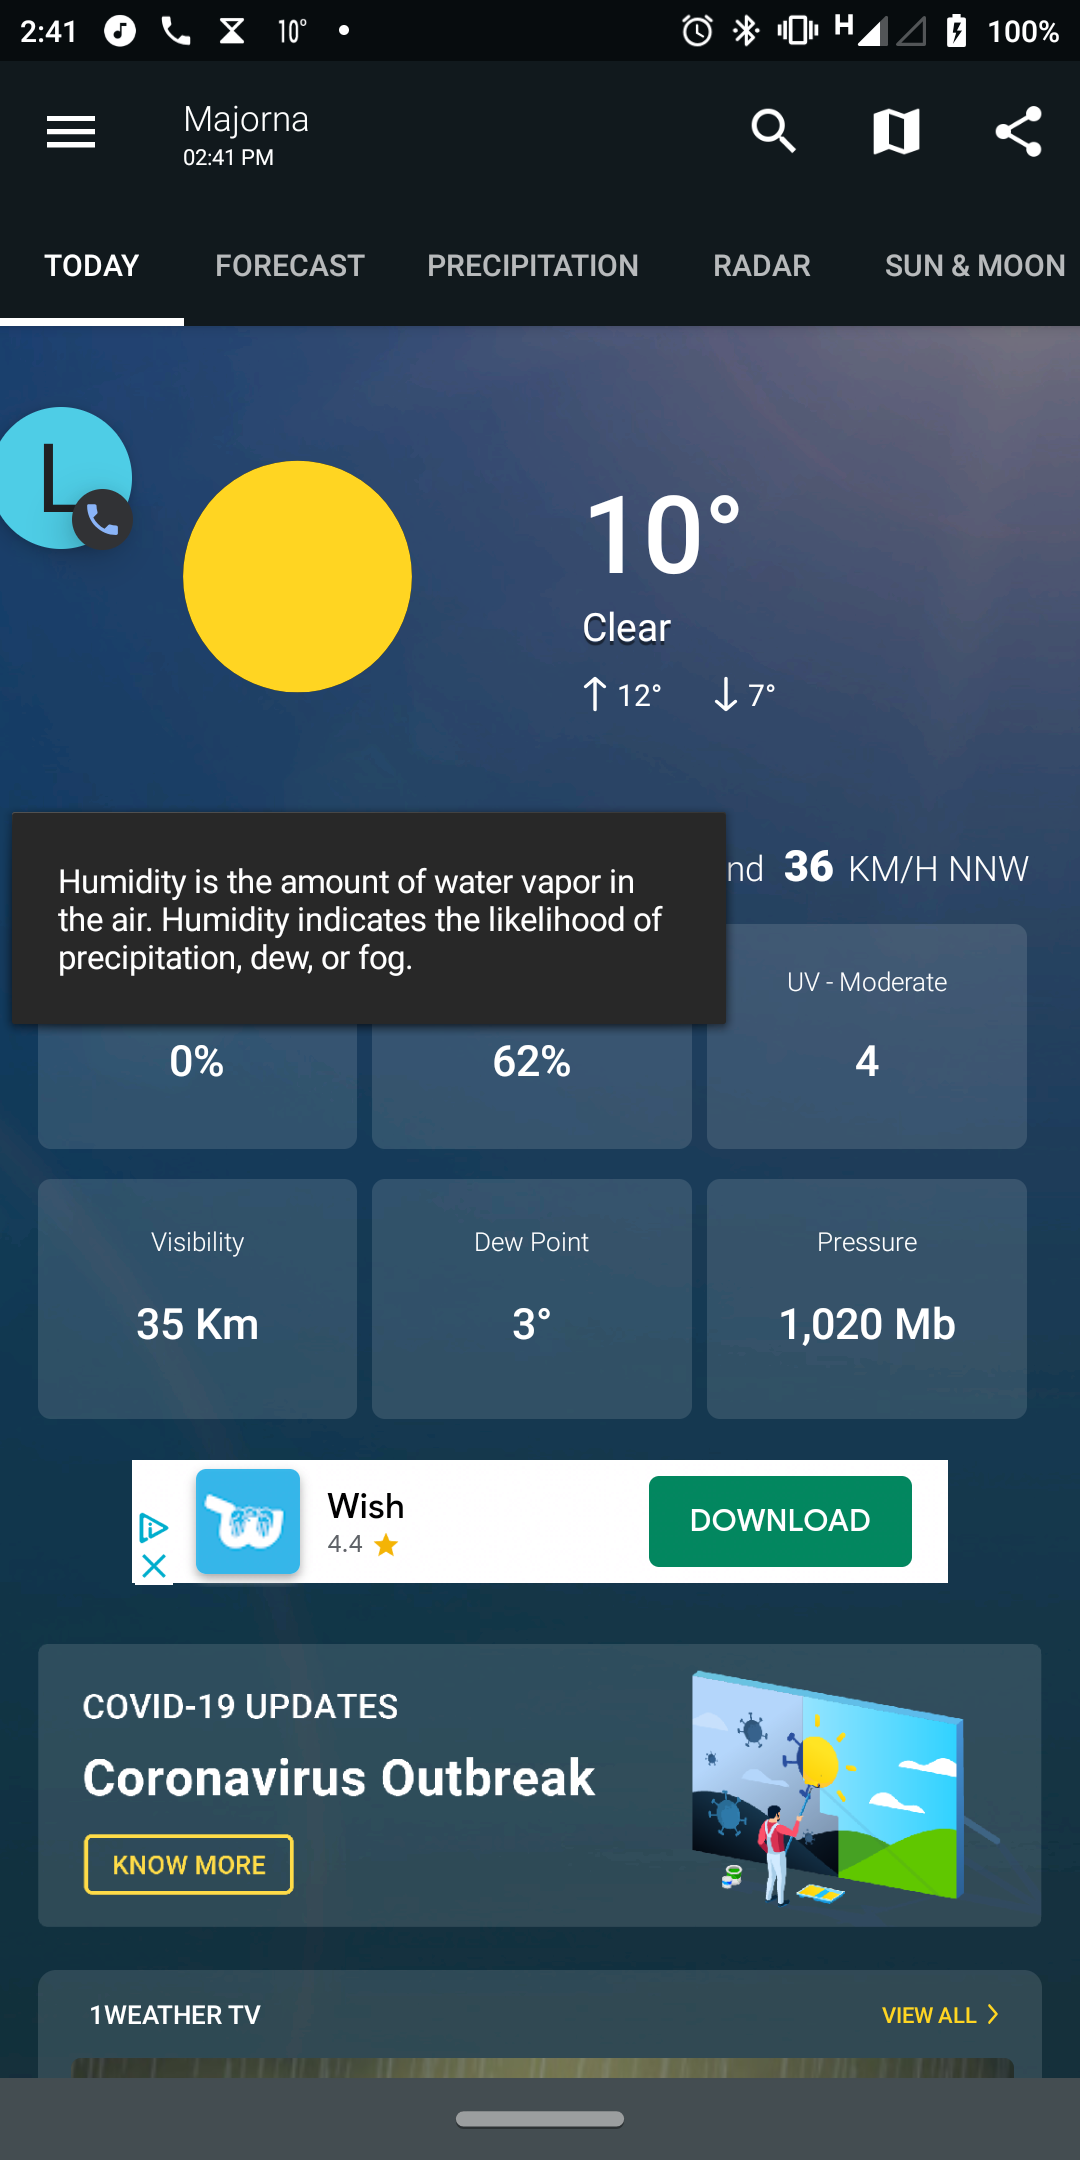 2:41 10° H 100%
Majorna
02:41 PM
TODAY FORECAST PRECIPITATION RADAR SUN & MOON
L
10°
Clear
↑ 12° ↓ 7°
nd 36 KM/H NNW
Humidity is the amount of water vapor in
the air. Humidity indicates the likelihood of
precipitation, dew, or fog.
UV - Moderate
0% 62% 4
Visibility Dew Point Pressure
35 Km 3° 1,020 Mb
Wish
4.4
DOWNLOAD
COVID-19 UPDATES
Coronavirus Outbreak
KNOW MORE
1WEATHER TV VIEW ALL